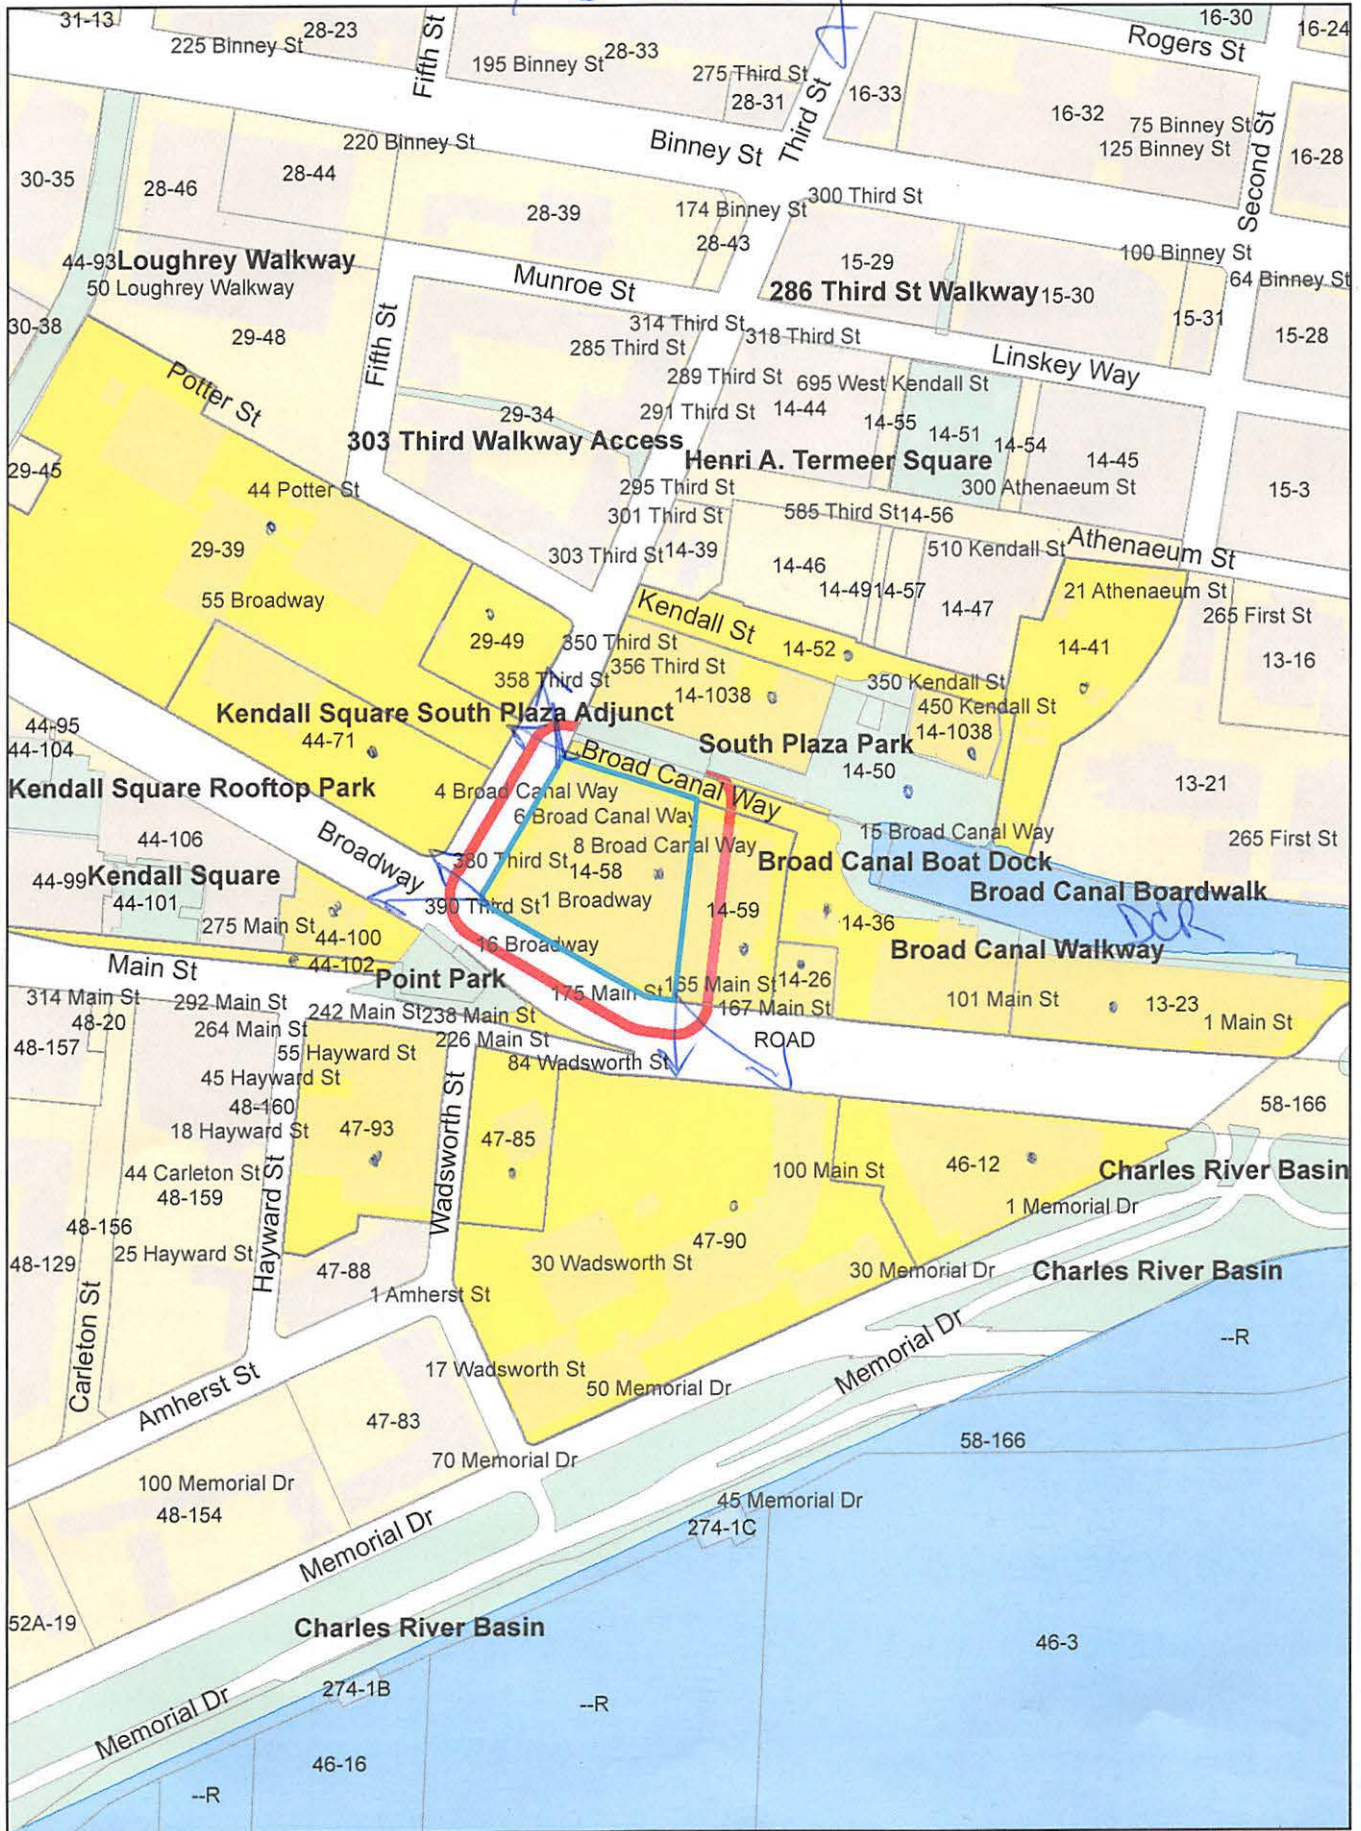 31-13
225 Binney St
28-23
Fifth St
195 Binney St
28-33
275 Third St
28-31
Third St
16-33
16-30
Rogers St
16-24
16-32
75 Binney St
125 Binney St
Second St
16-28
220 Binney St
Binney St
30-35
28-46
28-44
28-39
174 Binney St
300 Third St
28-43
100 Binney St
64 Binney St
44-93
Loughrey Walkway
50 Loughrey Walkway
Munroe St
15-29
286 Third St Walkway
15-30
15-31
15-28
30-38
29-48
Fifth St
314 Third St
285 Third St
318 Third St
Linskey Way
Potter St
289 Third St
695 West Kendall St
29-34
291 Third St
14-44
14-55
14-51
14-54
303 Third Walkway Access
Henri A. Termeer Square
14-45
29-45
44 Potter St
295 Third St
300 Athenaeum St
15-3
301 Third St
585 Third St
14-56
29-39
303 Third St
14-39
14-46
510 Kendall St
Athenaeum St
55 Broadway
Kendall St
14-49
14-57
14-47
21 Athenaeum St
265 First St
29-49
350 Third St
14-52
14-41
13-16
358 Third St
356 Third St
14-1038
350 Kendall St
450 Kendall St
14-1038
44-95
44-104
Kendall Square South Plaza Adjunct
44-71
South Plaza Park
14-50
Broad Canal Way
Kendall Square Rooftop Park
4 Broad Canal Way
6 Broad Canal Way
13-21
44-106
Broadway
8 Broad Canal Way
15 Broad Canal Way
265 First St
44-99
Kendall Square
44-101
380 Third St
14-58
Broad Canal Boat Dock
Broad Canal Boardwalk
390 Third St
1 Broadway
14-59
14-36
DCR
275 Main St
44-100
16 Broadway
Broad Canal Walkway
Main St
44-102
Point Park
175 Main St
165 Main St
14-26
101 Main St
13-23
1 Main St
314 Main St
292 Main St
242 Main St
238 Main St
167 Main St
48-20
264 Main St
226 Main St
ROAD
48-157
55 Hayward St
84 Wadsworth St
45 Hayward St
48-160
18 Hayward St
47-93
Wadsworth St
47-85
58-166
44 Carleton St
48-159
Hayward St
100 Main St
46-12
Charles River Basin
1 Memorial Dr
48-156
25 Hayward St
47-90
48-129
47-88
30 Wadsworth St
30 Memorial Dr
Charles River Basin
Carleton St
1 Amherst St
--R
Amherst St
17 Wadsworth St
50 Memorial Dr
Memorial Dr
47-83
58-166
70 Memorial Dr
100 Memorial Dr
48-154
45 Memorial Dr
274-1C
Memorial Dr
52A-19
Charles River Basin
46-3
274-1B
--R
Memorial Dr
46-16
--R